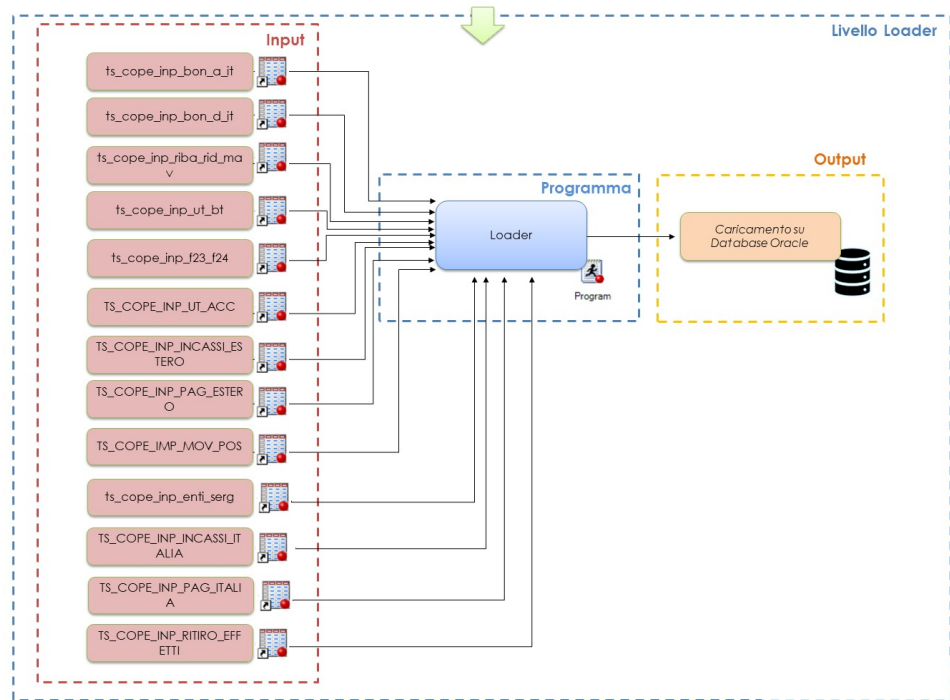 Livello Loader
Input
ts_cope_inp_bon_a_it
ts_cope_inp_bon_d_it
ts_cope_inp_riba_rid_ma
v
ts_cope_inp_ut_bt
ts_cope_inp_f23_f24
TS_COPE_INP_UT_ACC
TS_COPE_INP_INCASSI_ES
TERO
TS_COPE_INP_PAG_ESTER
O
TS_COPE_IMP_MOV_POS
ts_cope_inp_enti_serg
TS_COPE_INP_INCASSI_IT
ALIA
TS_COPE_INP_PAG_ITALI
A
TS_COPE_INP_RITIRO_EFF
ETTI
Programma
Loader
Program
Output
Caricamento su
Database Oracle